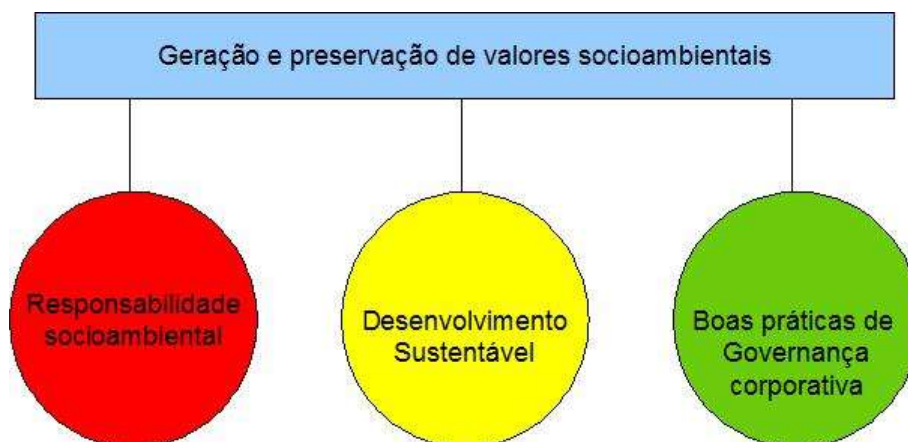 Geração e preservação de valores socioambientais
Responsabilidade
socioambiental
Desenvolvimento
Sustentável
Boas práticas de
Governança
corporativa